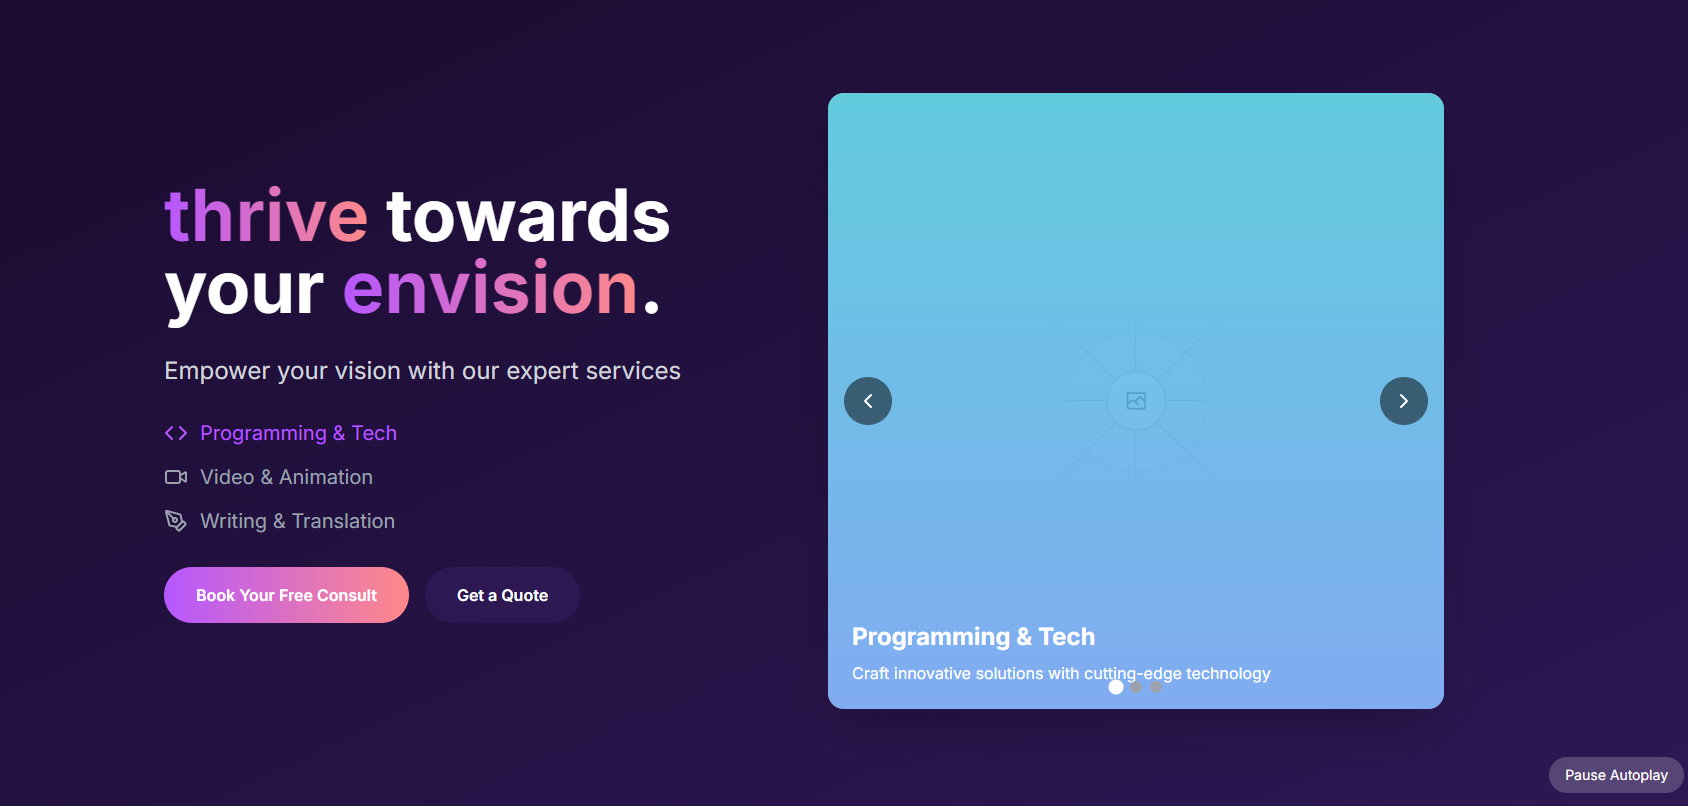 thrive towards
your envision.
Empower your vision with our expert services
Programming & Tech
Video & Animation
Writing & Translation
Book Your Free Consult
Get a Quote
Programming & Tech
Craft innovative solutions with cutting-edge technology
Pause Autoplay